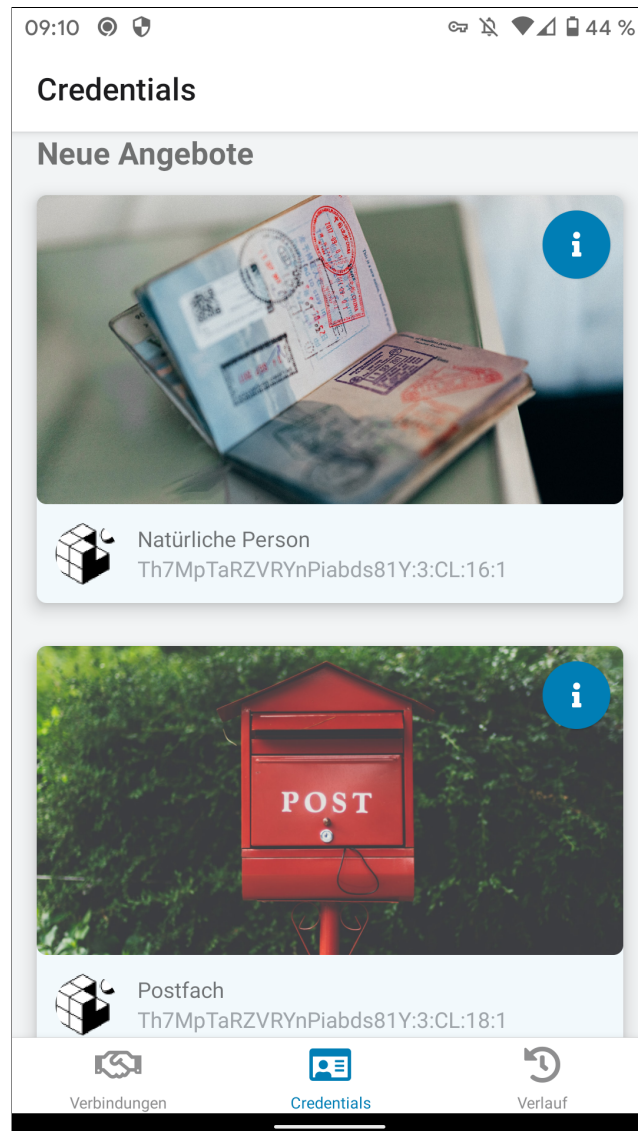 09:10
44 %
Credentials
Neue Angebote
Natürliche Person
Th7MpTaRZVRYnPiabds81Y:3:CL:16:1
POST
Postfach
Th7MpTaRZVRYnPiabds81Y:3:CL:18:1
Verbindungen
Credentials
Verlauf